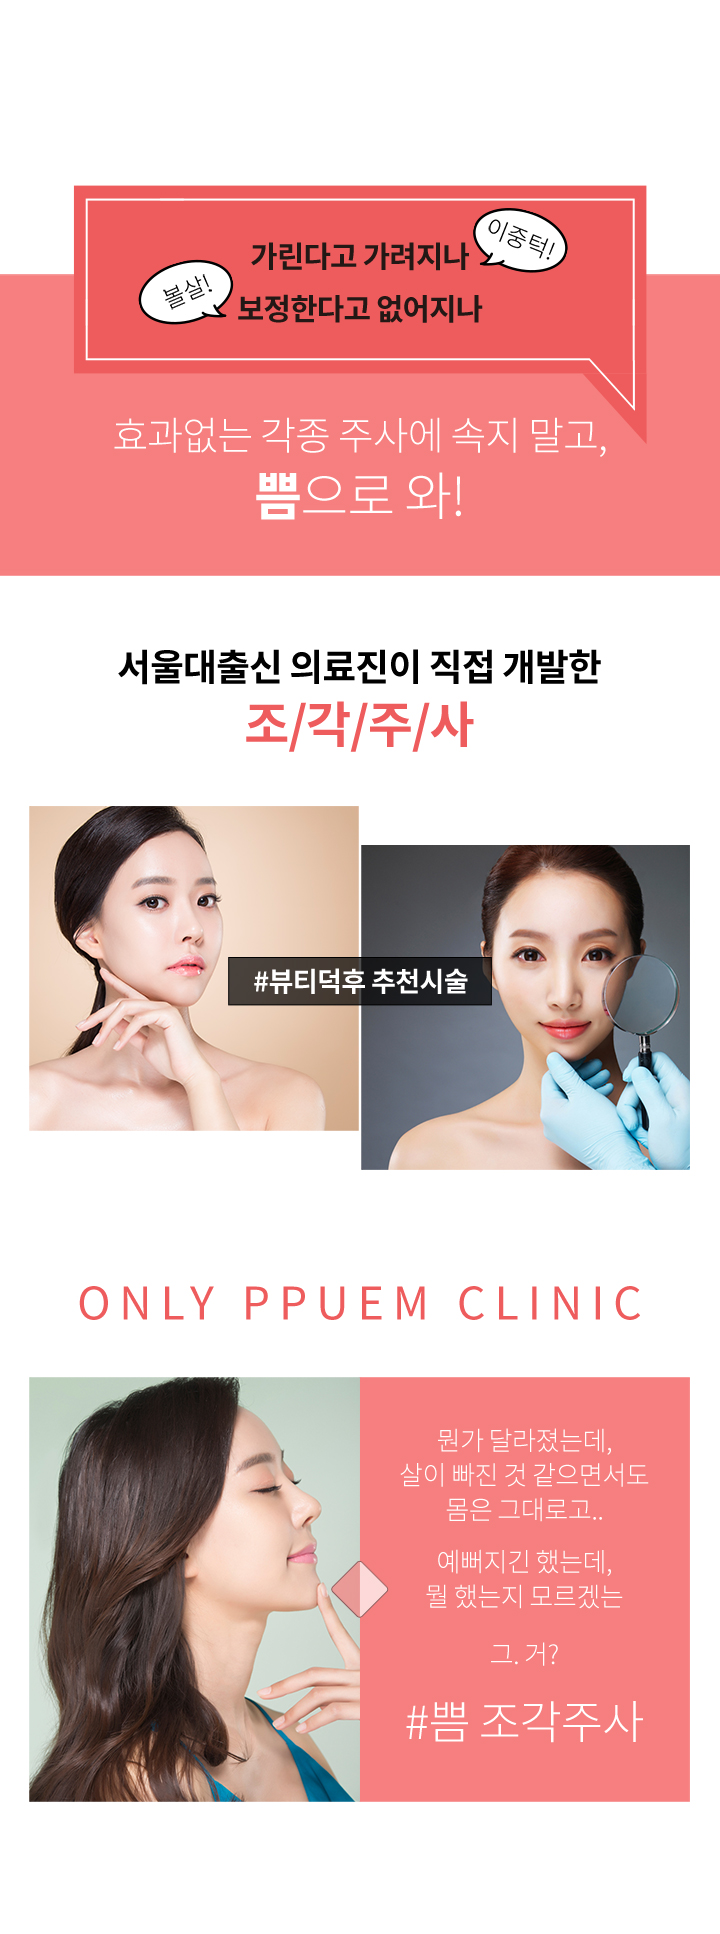 이중턱!
가린다고 가려지나
볼살!
보정한다고 없어지나
효과없는 각종 주사에 속지 말고,
쁨으로 와!
서울대출신 의료진이 직접 개발한
조/각/주/사
#뷰티덕후 추천시술
ONLY PPUEM CLINIC
뭔가 달라졌는데,
살이 빠진 것 같으면서도
몸은 그대로고..
예뻐지긴 했는데,
뭘 했는지 모르겠는
그. 거?
#쁨 조각주사